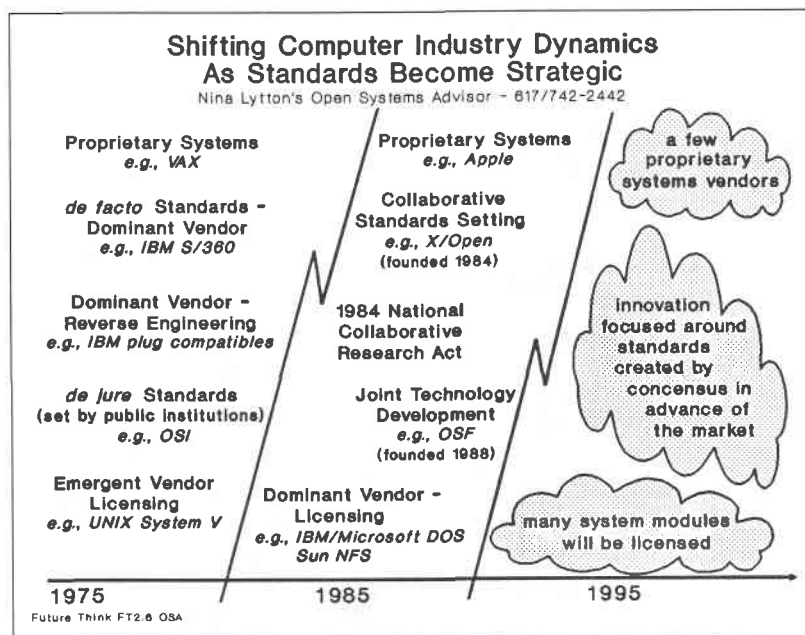 Shifting Computer Industry Dynamics
As Standards Become Strategic
Nina Lytton's Open Systems Advisor - 617/742-2442
Proprietary Systems
e.g., VAX
de facto Standards -
Dominant Vendor
e.g., IBM S/360
Dominant Vendor -
Reverse Engineering
e.g., IBM plug compatibles
de jure Standards
(set by public institutions)
e.g., OSI
Emergent Vendor
Licensing
e.g., UNIX System V
Proprietary Systems
e.g., Apple
Collaborative
Standards Setting
e.g., X/Open
(founded 1984)
1984 National
Collaborative
Research Act
Joint Technology
Development
e.g., OSF
(founded 1988)
Dominant Vendor -
Licensing
e.g., IBM/Microsoft DOS
Sun NFS
a few
proprietary
systems vendors
innovation
focused around
standards
created by
concensus in
advance of
the market
many system modules
will be licensed
1975
1985
1995
Future Think FT2.6 OSA